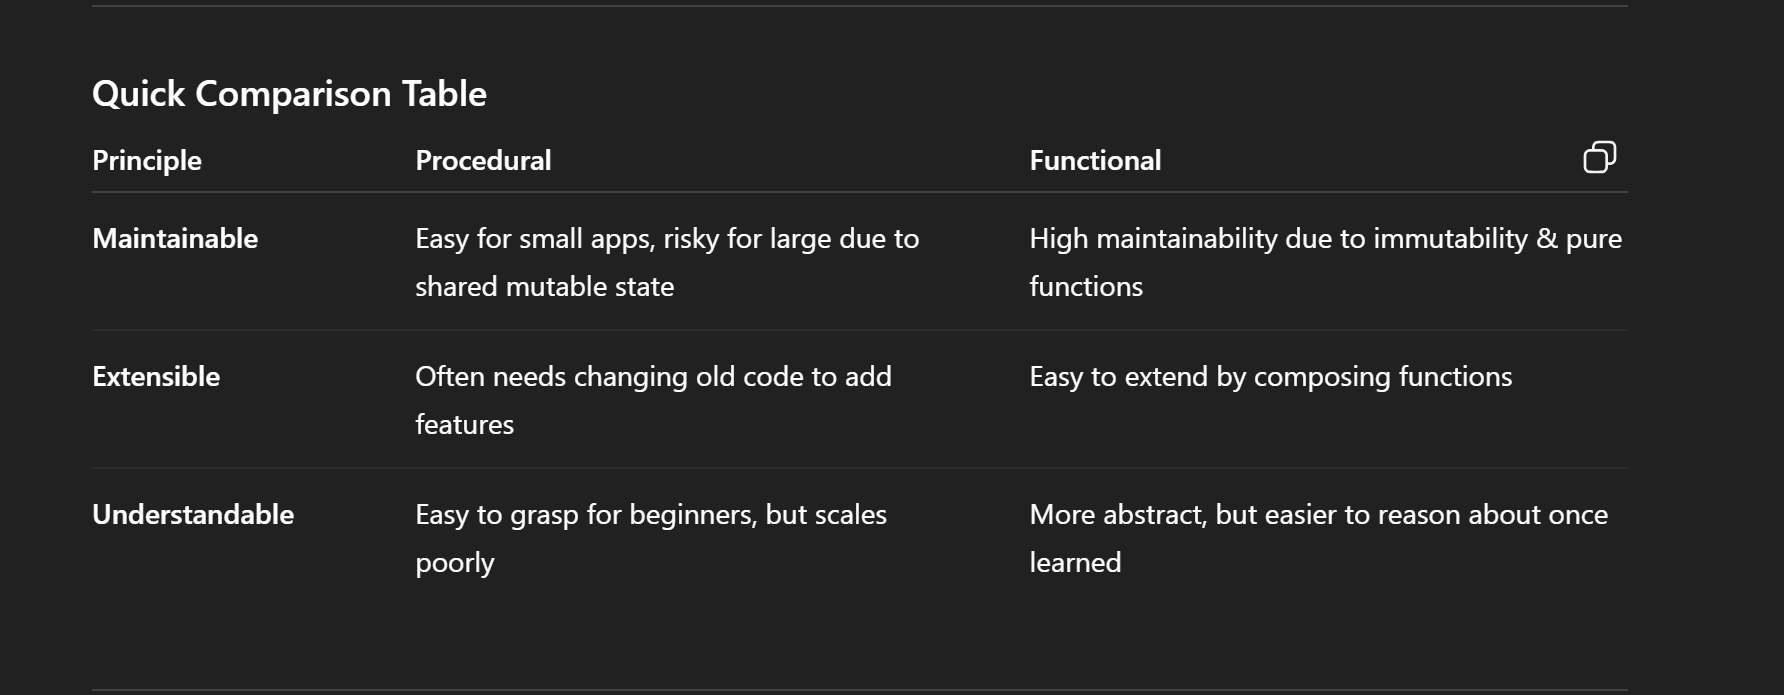 Quick Comparison Table
Principle Procedural Functional
Maintainable Easy for small apps, risky for large due to High maintainability due to immutability & pure
shared mutable state functions
Extensible Often needs changing old code to add Easy to extend by composing functions
features
Understandable Easy to grasp for beginners, but scales More abstract, but easier to reason about once
poorly learned